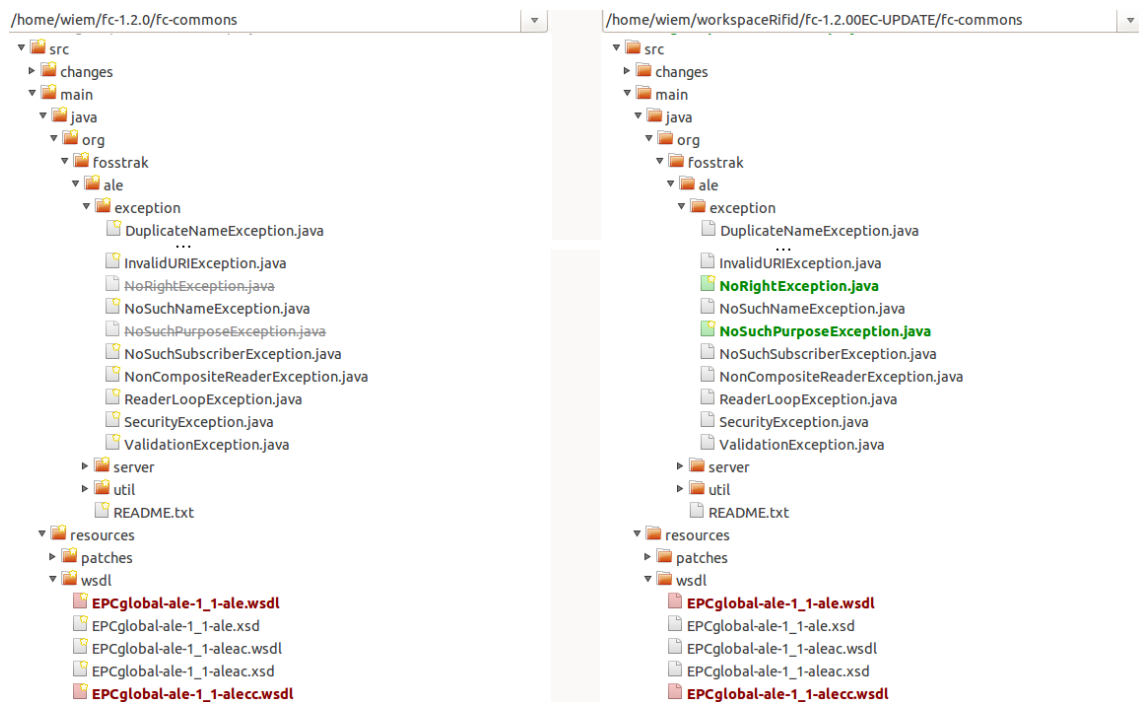 /home/wiem/fc-1.2.0/fc-commons
src
changes
main
java
org
fosstrak
ale
exception
DuplicateNameException.java
...
InvalidURIException.java
NoRightException.java
NoSuchNameException.java
NoSuchPurposeException.java
NoSuchSubscriberException.java
NonCompositeReaderException.java
ReaderLoopException.java
SecurityException.java
ValidationException.java
server
util
README.txt
resources
patches
wsdl
EPCglobal-ale-1_1-ale.wsdl
EPCglobal-ale-1_1-ale.xsd
EPCglobal-ale-1_1-aleac.wsdl
EPCglobal-ale-1_1-aleac.xsd
EPCglobal-ale-1_1-alecc.wsdl
/home/wiem/workspaceRifid/fc-1.2.00EC-UPDATE/fc-commons
src
changes
main
java
org
fosstrak
ale
exception
DuplicateNameException.java
...
InvalidURIException.java
NoRightException.java
NoSuchNameException.java
NoSuchPurposeException.java
NoSuchSubscriberException.java
NonCompositeReaderException.java
ReaderLoopException.java
SecurityException.java
ValidationException.java
server
util
README.txt
resources
patches
wsdl
EPCglobal-ale-1_1-ale.wsdl
EPCglobal-ale-1_1-ale.xsd
EPCglobal-ale-1_1-aleac.wsdl
EPCglobal-ale-1_1-aleac.xsd
EPCglobal-ale-1_1-alecc.wsdl